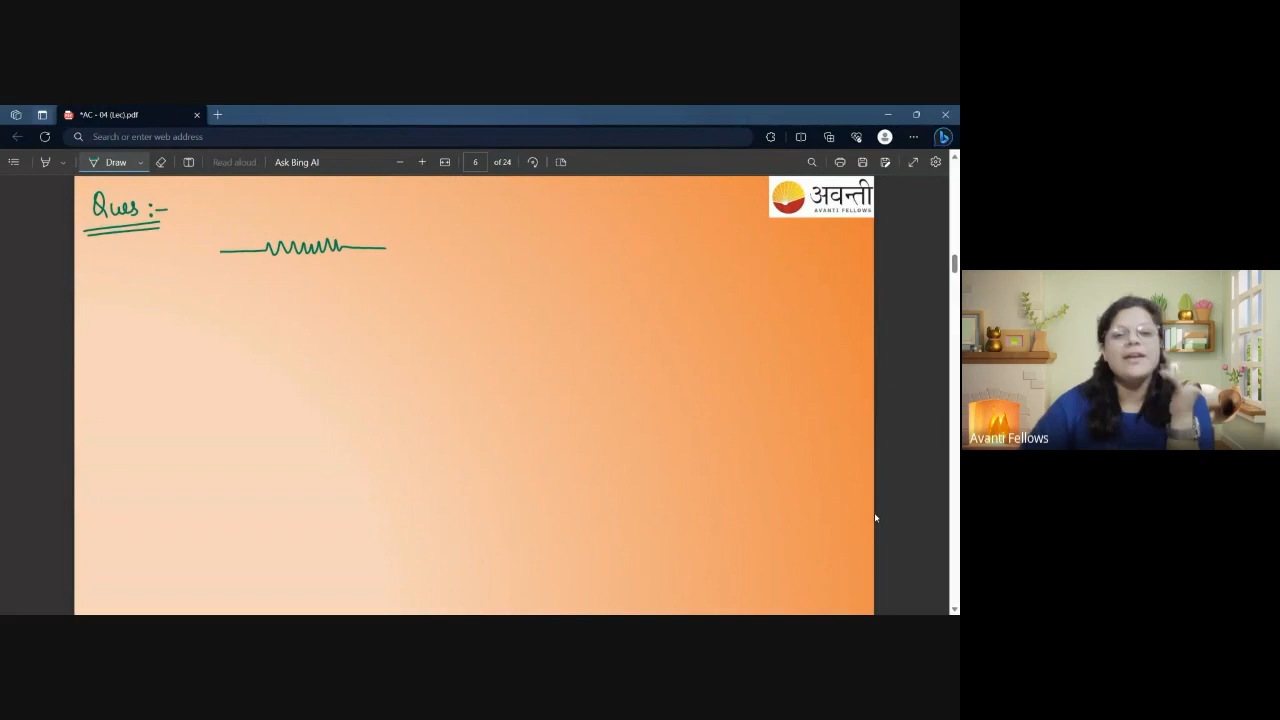 *AC - 04 (Lec).pdf
Search or enter web address
Draw
Read aloud
Ask Bing AI
6
of 24
Ques :-
अवन्ती
AVANTI FELLOWS
Avanti Fellows